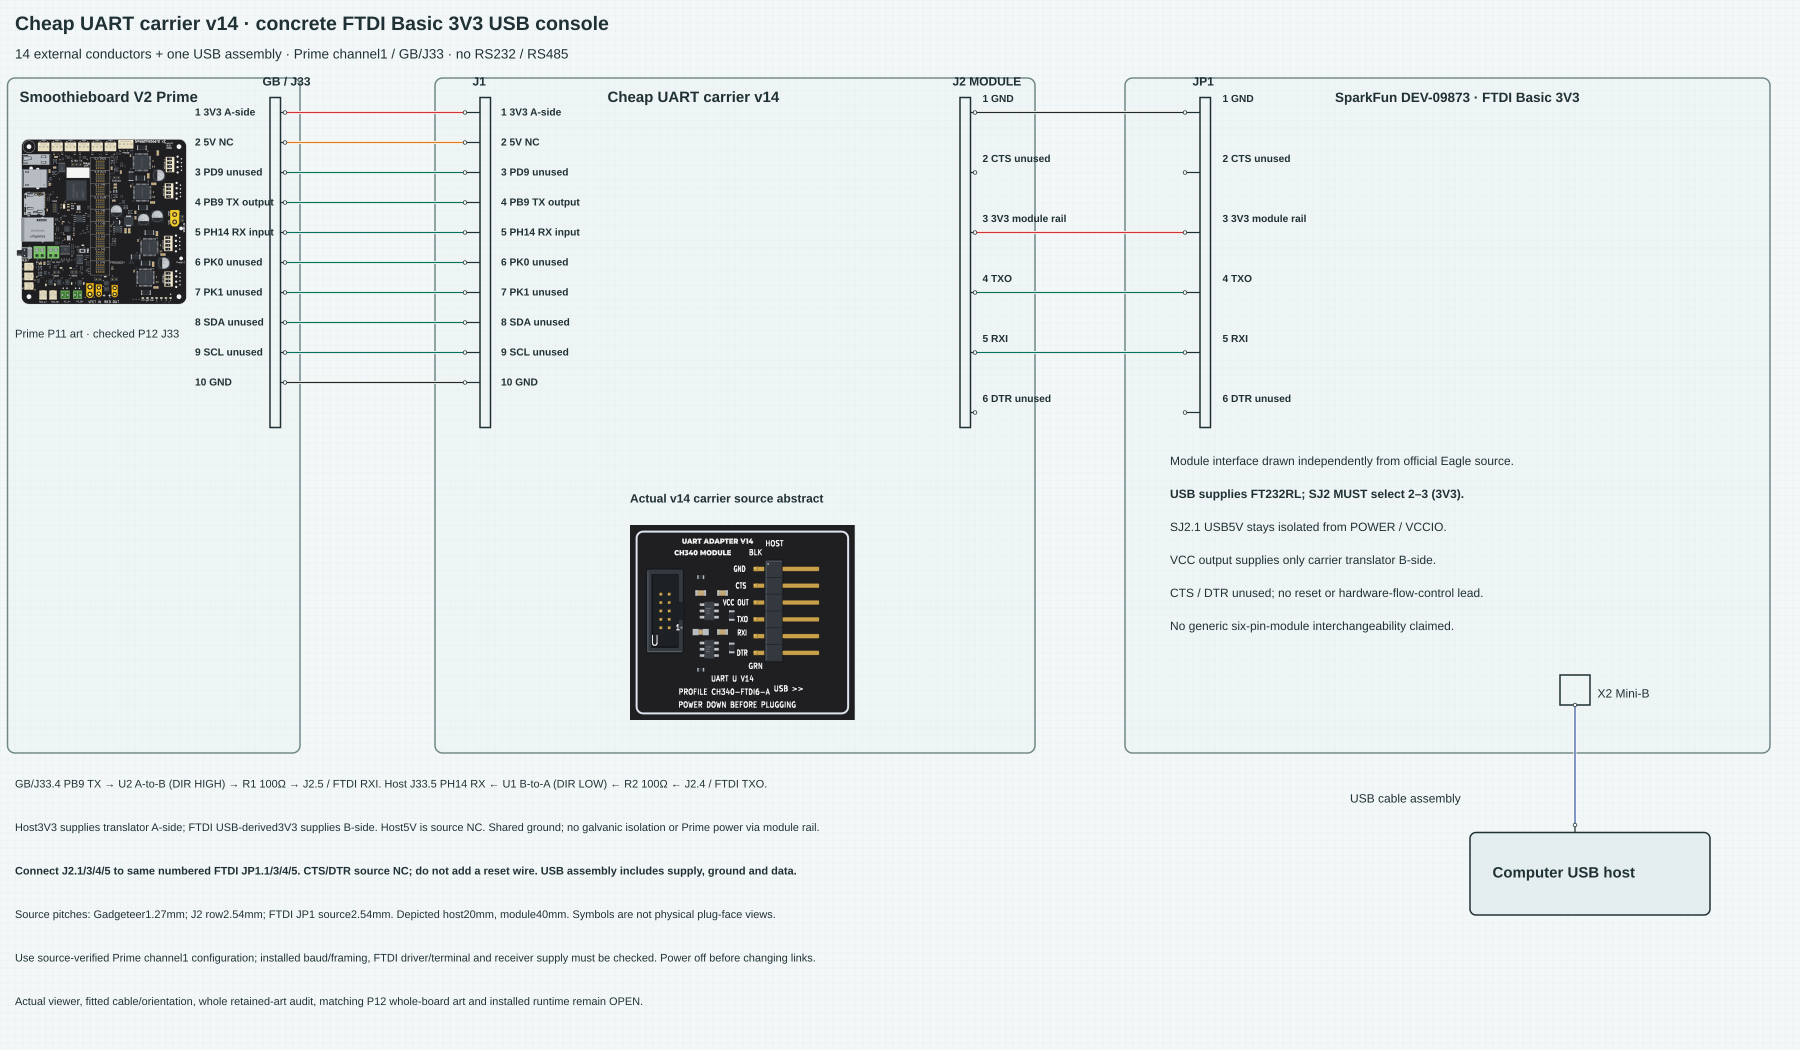 Cheap UART carrier v14 · concrete FTDI Basic 3V3 USB console
14 external conductors + one USB assembly · Prime channel1 / GB/J33 · no RS232 / RS485
GB / J33
J1
J2 MODULE
JP1
Smoothieboard V2 Prime
Cheap UART carrier v14
SparkFun DEV-09873 · FTDI Basic 3V3
1 3V3 A-side
2 5V NC
3 PD9 unused
4 PB9 TX output
5 PH14 RX input
6 PK0 unused
7 PK1 unused
8 SDA unused
9 SCL unused
10 GND
Prime P11 art · checked P12 J33
1 3V3 A-side
2 5V NC
3 PD9 unused
4 PB9 TX output
5 PH14 RX input
6 PK0 unused
7 PK1 unused
8 SDA unused
9 SCL unused
10 GND
1 GND
2 CTS unused
3 3V3 module rail
4 TXO
5 RXI
6 DTR unused
1 GND
2 CTS unused
3 3V3 module rail
4 TXO
5 RXI
6 DTR unused
Actual v14 carrier source abstract
UART ADAPTER V14
HOST
CH340 MODULE
BLK
GND
CTS
VCC OUT
TXO
RXI
DTR
1
U
GRN
UART U V14
PROFILE CH340-FTDI6-A
USB >>
POWER DOWN BEFORE PLUGGING
Module interface drawn independently from official Eagle source.
USB supplies FT232RL; SJ2 MUST select 2–3 (3V3).
SJ2.1 USB5V stays isolated from POWER / VCCIO.
VCC output supplies only carrier translator B-side.
CTS / DTR unused; no reset or hardware-flow-control lead.
No generic six-pin-module interchangeability claimed.
X2 Mini-B
USB cable assembly
Computer USB host
GB/J33.4 PB9 TX → U2 A-to-B (DIR HIGH) → R1 100Ω → J2.5 / FTDI RXI. Host J33.5 PH14 RX ← U1 B-to-A (DIR LOW) ← R2 100Ω ← J2.4 / FTDI TXO.
Host3V3 supplies translator A-side; FTDI USB-derived3V3 supplies B-side. Host5V is source NC. Shared ground; no galvanic isolation or Prime power via module rail.
Connect J2.1/3/4/5 to same numbered FTDI JP1.1/3/4/5. CTS/DTR source NC; do not add a reset wire. USB assembly includes supply, ground and data.
Source pitches: Gadgeteer1.27mm; J2 row2.54mm; FTDI JP1 source2.54mm. Depicted host20mm, module40mm. Symbols are not physical plug-face views.
Use source-verified Prime channel1 configuration; installed baud/framing, FTDI driver/terminal and receiver supply must be checked. Power off before changing links.
Actual viewer, fitted cable/orientation, whole retained-art audit, matching P12 whole-board art and installed runtime remain OPEN.